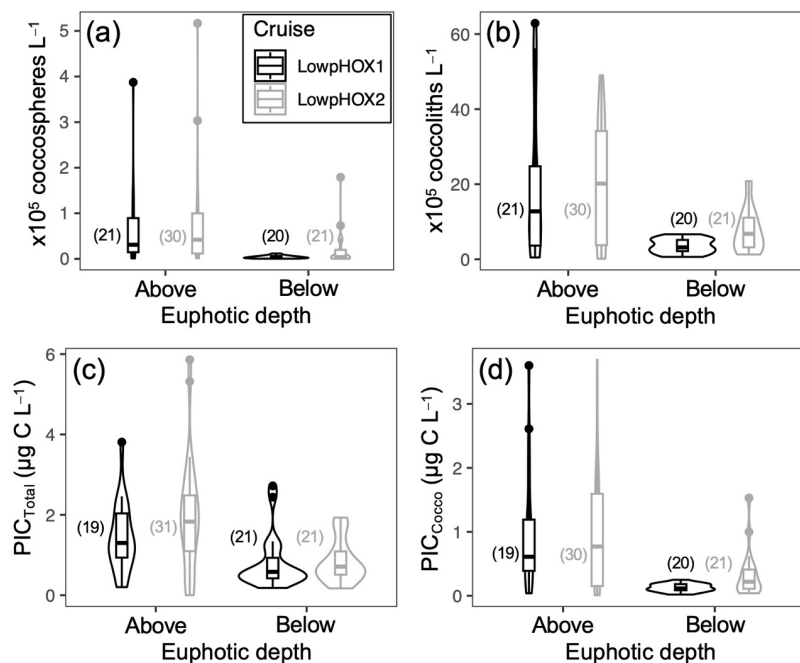 (a)
x10⁵ coccospheres L⁻¹
5
4
3
2
1
0
Cruise
LowpHOX1
LowpHOX2
(21)
(30)
(20)
(21)
Above
Below
Euphotic depth
(b)
x10⁵ coccoliths L⁻¹
60
40
20
0
(21)
(30)
(20)
(21)
Above
Below
Euphotic depth
(c)
PIC_Total (µg C L⁻¹)
6
4
2
0
(19)
(31)
(21)
(21)
Above
Below
Euphotic depth
(d)
PIC_Cocco (µg C L⁻¹)
3
2
1
0
(19)
(30)
(20)
(21)
Above
Below
Euphotic depth